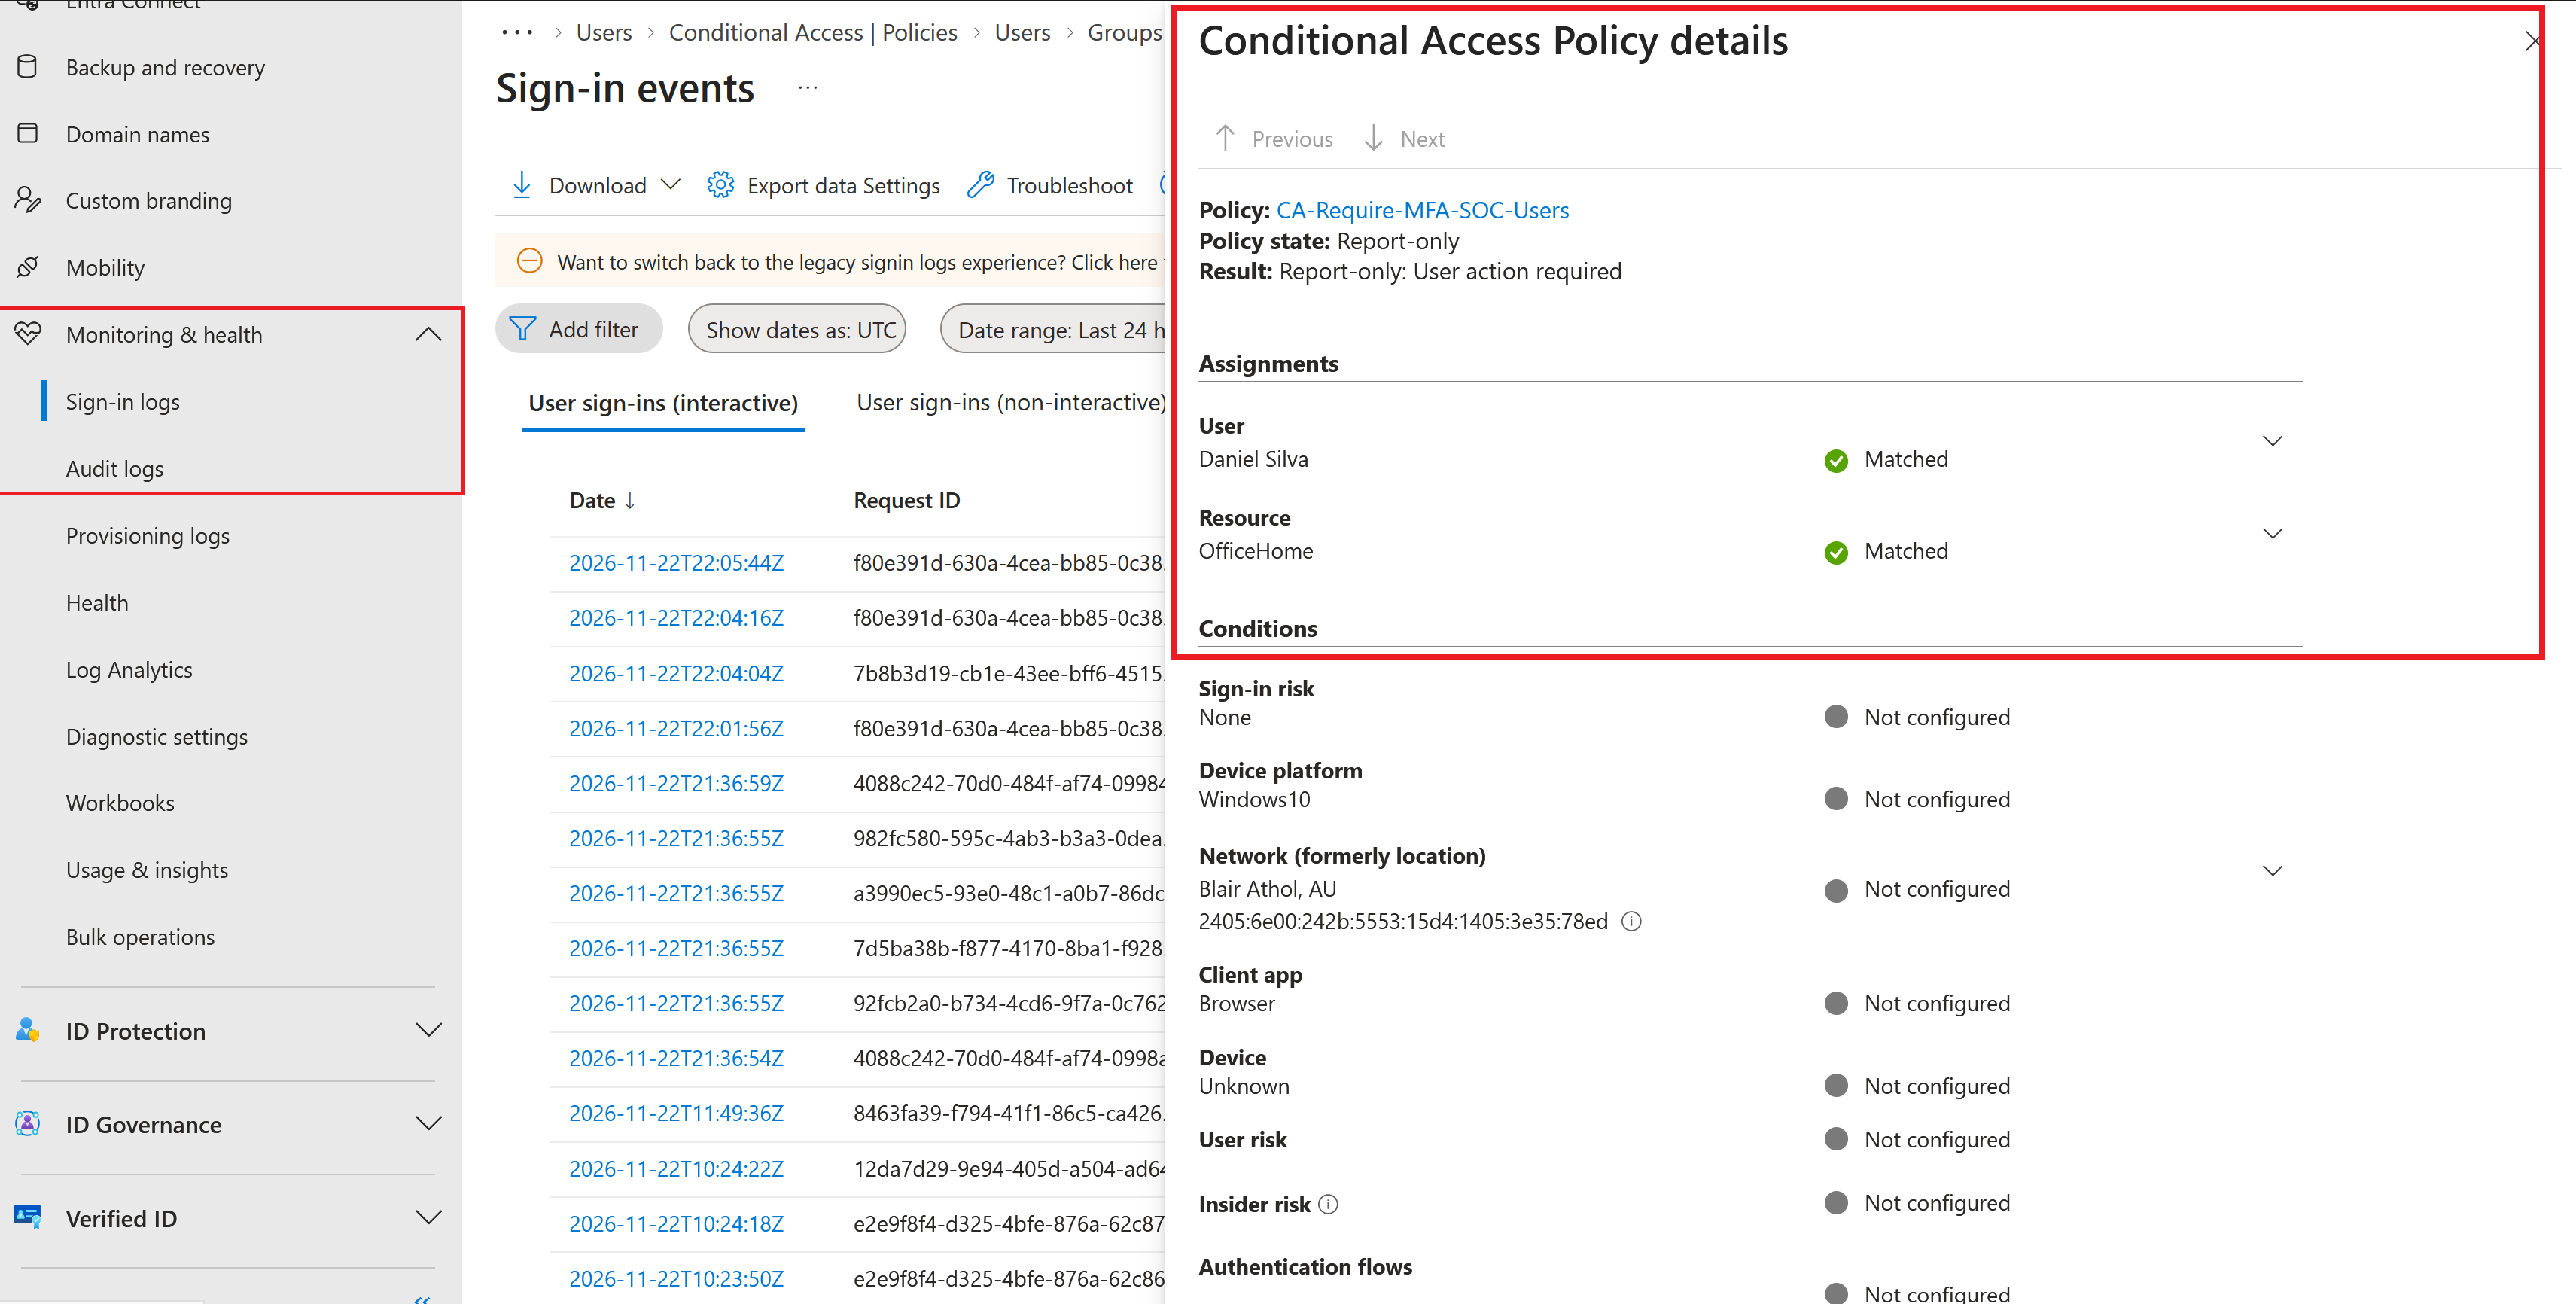 Entra Connect
Backup and recovery
Domain names
Custom branding
Mobility
Monitoring & health
Sign-in logs
Audit logs
Provisioning logs
Health
Log Analytics
Diagnostic settings
Workbooks
Usage & insights
Bulk operations
ID Protection
ID Governance
Verified ID
··· > Users > Conditional Access | Policies > Users > Groups
Sign-in events ···
Download Export data Settings Troubleshoot
Want to switch back to the legacy signin logs experience? Click here
Add filter Show dates as: UTC Date range: Last 24 h
User sign-ins (interactive) User sign-ins (non-interactive)
Date ↓ Request ID
2026-11-22T22:05:44Z f80e391d-630a-4cea-bb85-0c38.
2026-11-22T22:04:16Z f80e391d-630a-4cea-bb85-0c38.
2026-11-22T22:04:04Z 7b8b3d19-cb1e-43ee-bff6-4515.
2026-11-22T22:01:56Z f80e391d-630a-4cea-bb85-0c38.
2026-11-22T21:36:59Z 4088c242-70d0-484f-af74-09984
2026-11-22T21:36:55Z 982fc580-595c-4ab3-b3a3-0dea.
2026-11-22T21:36:55Z a3990ec5-93e0-48c1-a0b7-86dc
2026-11-22T21:36:55Z 7d5ba38b-f877-4170-8ba1-f928.
2026-11-22T21:36:55Z 92fcb2a0-b734-4cd6-9f7a-0c762
2026-11-22T21:36:54Z 4088c242-70d0-484f-af74-0998a
2026-11-22T11:49:36Z 8463fa39-f794-41f1-86c5-ca426.
2026-11-22T10:24:22Z 12da7d29-9e94-405d-a504-ad64
2026-11-22T10:24:18Z e2e9f8f4-d325-4bfe-876a-62c87
2026-11-22T10:23:50Z e2e9f8f4-d325-4bfe-876a-62c86
Conditional Access Policy details
Previous Next
Policy: CA-Require-MFA-SOC-Users
Policy state: Report-only
Result: Report-only: User action required
Assignments
User
Daniel Silva Matched
Resource
OfficeHome Matched
Conditions
Sign-in risk
None Not configured
Device platform
Windows10 Not configured
Network (formerly location)
Blair Athol, AU Not configured
2405:6e00:242b:5553:15d4:1405:3e35:78ed
Client app
Browser Not configured
Device
Unknown Not configured
User risk Not configured
Insider risk Not configured
Authentication flows
Not configured